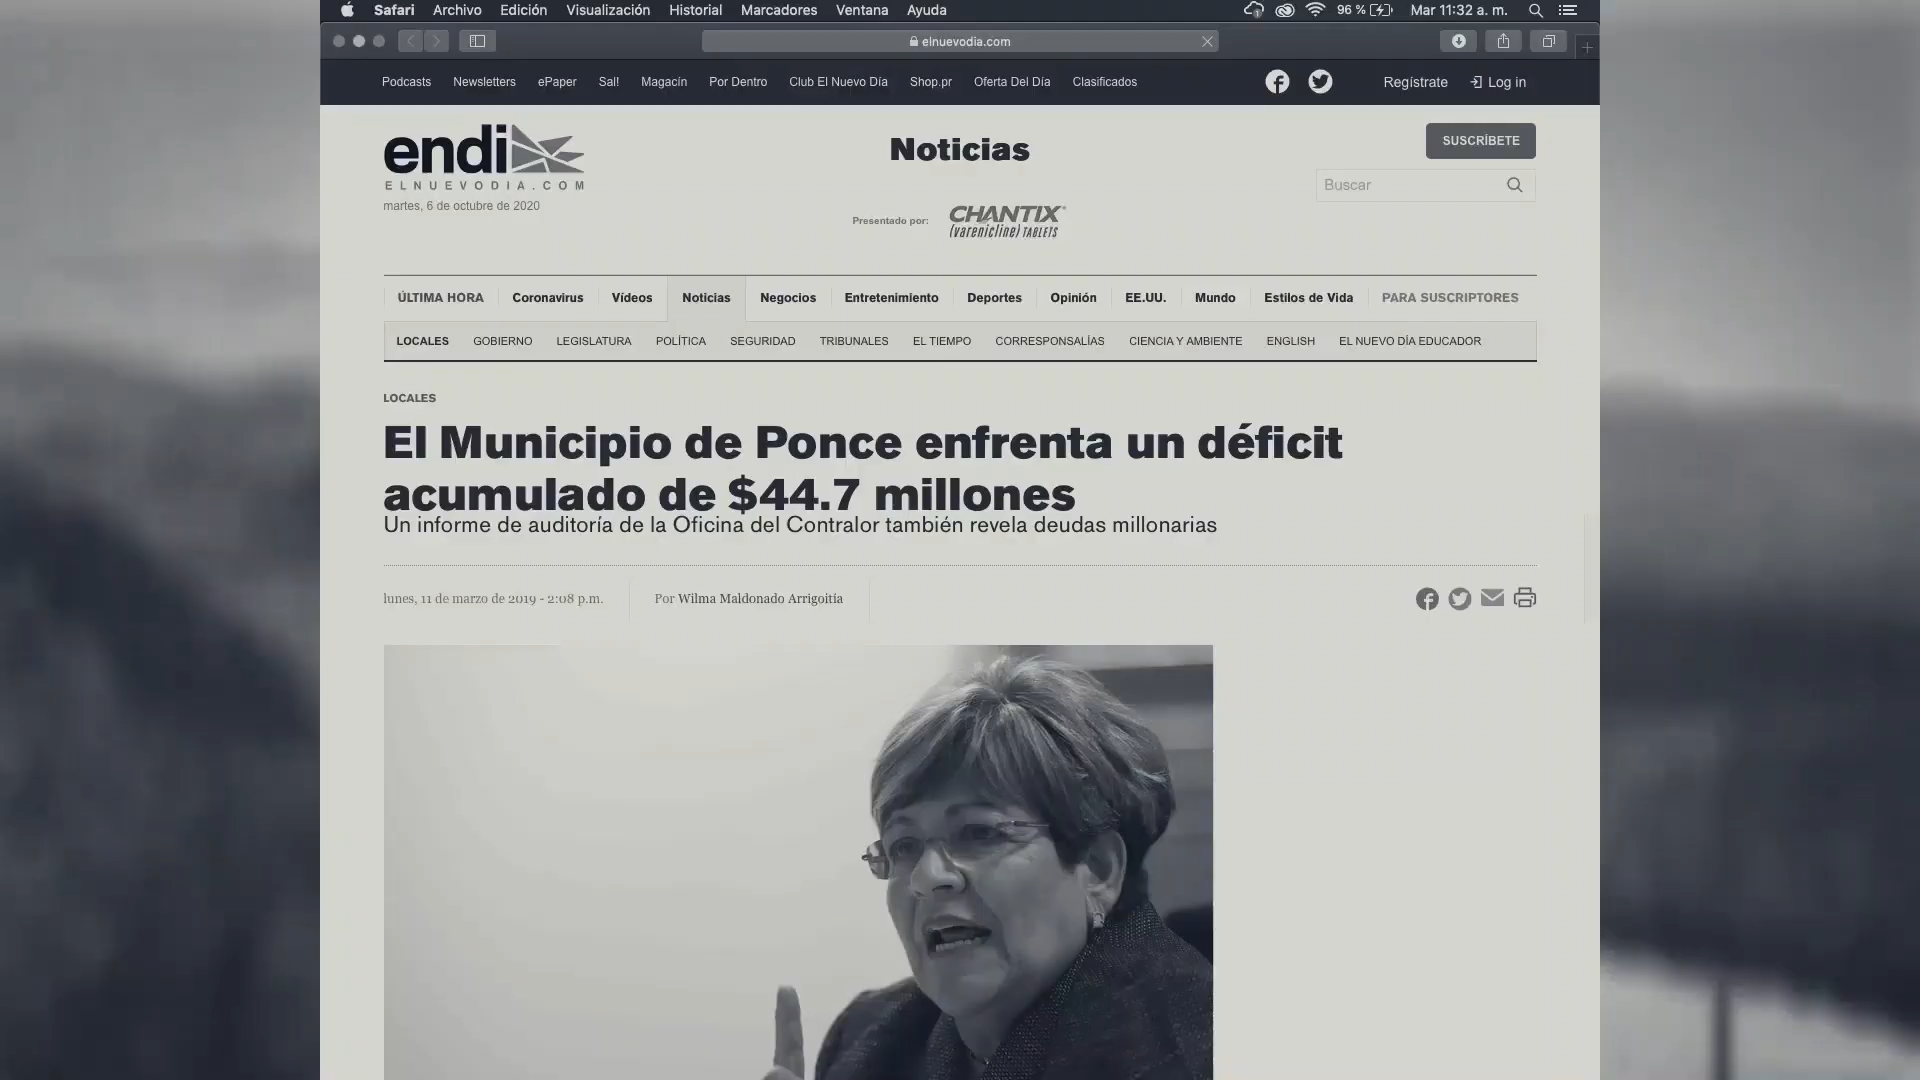 Safari Archivo Edición Visualización Historial Marcadores Ventana Ayuda 96 % Mar 11:32 a. m.
elnuevodia.com
Podcasts Newsletters ePaper Sal! Magacín Por Dentro Club El Nuevo Día Shop.pr Oferta Del Día Clasificados Regístrate Log in
endi
ELNUEVODIA.COM
martes, 6 de octubre de 2020
Noticias
Presentado por: CHANTIX
(varenicline) TABLETS
SUSCRÍBETE
Buscar
ÚLTIMA HORA Coronavirus Vídeos Noticias Negocios Entretenimiento Deportes Opinión EE.UU. Mundo Estilos de Vida PARA SUSCRIPTORES
LOCALES GOBIERNO LEGISLATURA POLÍTICA SEGURIDAD TRIBUNALES EL TIEMPO CORRESPONSALÍAS CIENCIA Y AMBIENTE ENGLISH EL NUEVO DÍA EDUCADOR
LOCALES
El Municipio de Ponce enfrenta un déficit
acumulado de $44.7 millones
Un informe de auditoría de la Oficina del Contralor también revela deudas millonarias
lunes, 11 de marzo de 2019 - 2:08 p.m. Por Wilma Maldonado Arrigoitia